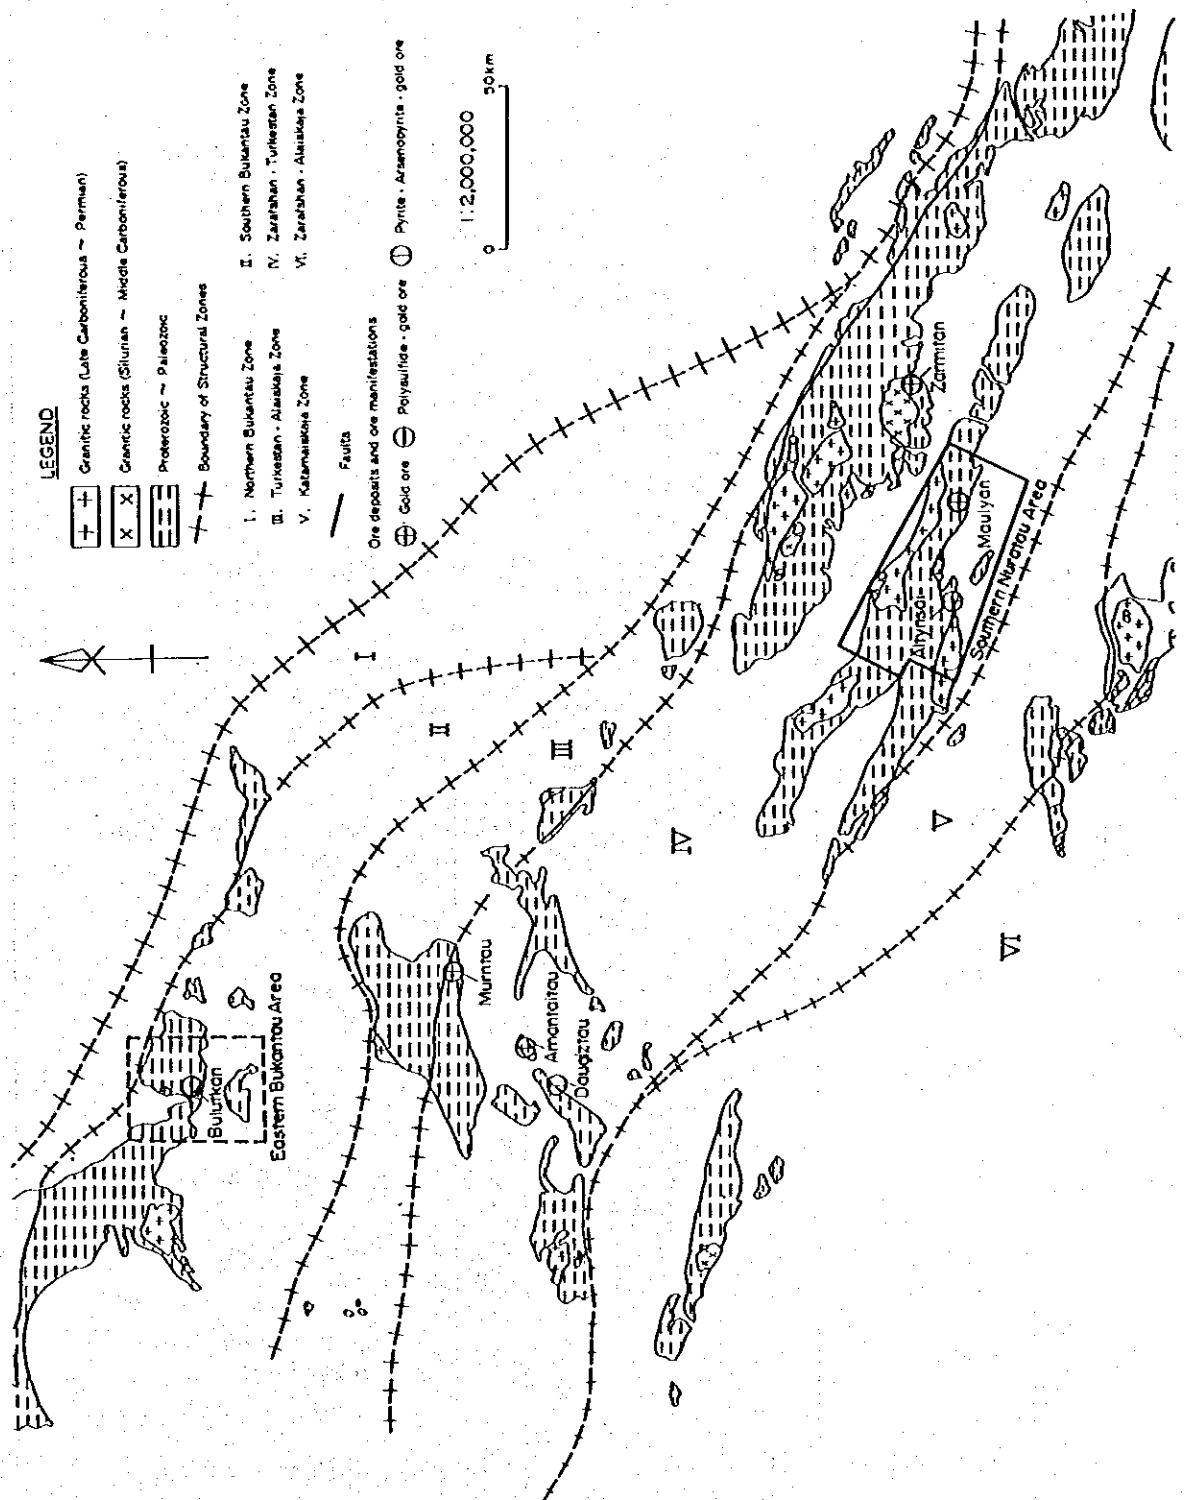 LEGEND
Granitic rocks (Late Carboniferous ~ Permian)
Granitic rocks (Silurian ~ Middle Carboniferous)
Proterozoic ~ Paleozoic
Boundary of Structural Zones
I. Northern Bukantau Zone
II. Southern Bukantau Zone
III. Turkestan - Alaiskaja Zone
IV. Zarafshan - Turkestan Zone
V. Katarmaiskaja Zone
VI. Zarafshan - Alaiskaja Zone
Faults
Ore deposits and ore manifestations
Gold ore
Polysulfide - gold ore
Pyrite - Arsenopyrite - gold ore
1:2,000,000
0 50km
I
II
III
IV
V
VI
Bulutkan
Eastern Bukantau Area
Murntau
Amantaitau
Daugiztau
Zarmitan
Altynsai
Maulyan
Southern Nuratau Area